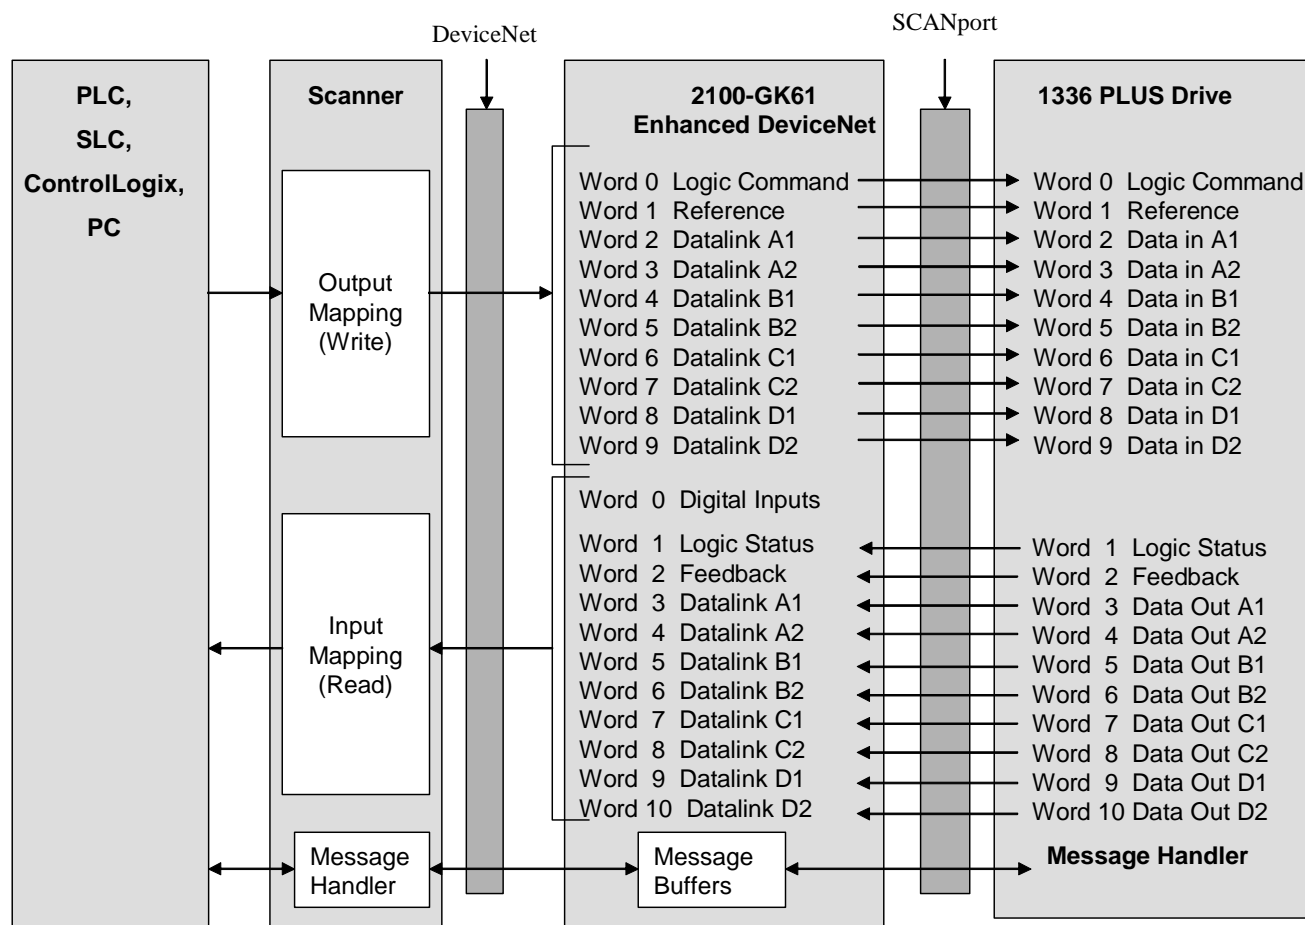 DeviceNet
SCANport
PLC,
SLC,
ControlLogix,
PC
Scanner
Output
Mapping
(Write)
Input
Mapping
(Read)
Message
Handler
2100-GK61
Enhanced DeviceNet
Word 0 Logic Command
Word 1 Reference
Word 2 Datalink A1
Word 3 Datalink A2
Word 4 Datalink B1
Word 5 Datalink B2
Word 6 Datalink C1
Word 7 Datalink C2
Word 8 Datalink D1
Word 9 Datalink D2
Word 0 Digital Inputs
Word 1 Logic Status
Word 2 Feedback
Word 3 Datalink A1
Word 4 Datalink A2
Word 5 Datalink B1
Word 6 Datalink B2
Word 7 Datalink C1
Word 8 Datalink C2
Word 9 Datalink D1
Word 10 Datalink D2
Message
Buffers
1336 PLUS Drive
Word 0 Logic Command
Word 1 Reference
Word 2 Data in A1
Word 3 Data in A2
Word 4 Data in B1
Word 5 Data in B2
Word 6 Data in C1
Word 7 Data in C2
Word 8 Data in D1
Word 9 Data in D2
Word 1 Logic Status
Word 2 Feedback
Word 3 Data Out A1
Word 4 Data Out A2
Word 5 Data Out B1
Word 6 Data Out B2
Word 7 Data Out C1
Word 8 Data Out C2
Word 9 Data Out D1
Word 10 Data Out D2
Message Handler